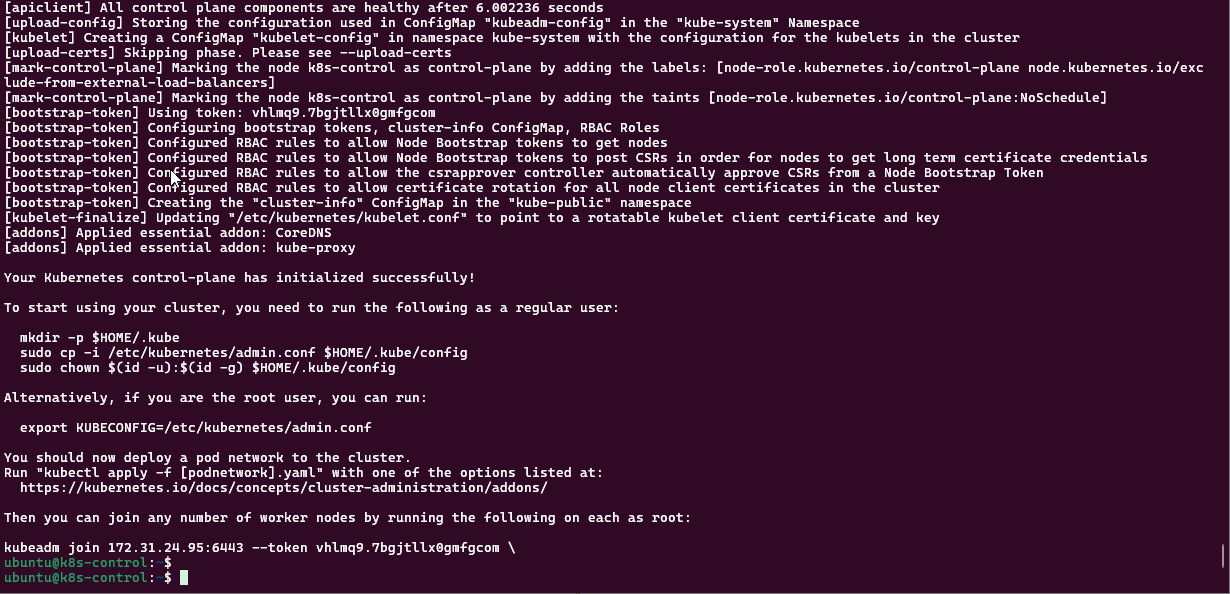 [apiclient] All control plane components are healthy after 6.002236 seconds
[upload-config] Storing the configuration used in ConfigMap "kubeadm-config" in the "kube-system" Namespace
[kubelet] Creating a ConfigMap "kubelet-config" in namespace kube-system with the configuration for the kubelets in the cluster
[upload-certs] Skipping phase. Please see --upload-certs
[mark-control-plane] Marking the node k8s-control as control-plane by adding the labels: [node-role.kubernetes.io/control-plane node.kubernetes.io/exc
lude-from-external-load-balancers]
[mark-control-plane] Marking the node k8s-control as control-plane by adding the taints [node-role.kubernetes.io/control-plane:NoSchedule]
[bootstrap-token] Using token: vhlmq9.7bgjtllx0gmfgcom
[bootstrap-token] Configuring bootstrap tokens, cluster-info ConfigMap, RBAC Roles
[bootstrap-token] Configured RBAC rules to allow Node Bootstrap tokens to get nodes
[bootstrap-token] Configured RBAC rules to allow Node Bootstrap tokens to post CSRs in order for nodes to get long term certificate credentials
[bootstrap-token] Configured RBAC rules to allow the csrapprover controller automatically approve CSRs from a Node Bootstrap Token
[bootstrap-token] Configured RBAC rules to allow certificate rotation for all node client certificates in the cluster
[bootstrap-token] Creating the "cluster-info" ConfigMap in the "kube-public" namespace
[kubelet-finalize] Updating "/etc/kubernetes/kubelet.conf" to point to a rotatable kubelet client certificate and key
[addons] Applied essential addon: CoreDNS
[addons] Applied essential addon: kube-proxy
Your Kubernetes control-plane has initialized successfully!
To start using your cluster, you need to run the following as a regular user:
mkdir -p $HOME/.kube
sudo cp -i /etc/kubernetes/admin.conf $HOME/.kube/config
sudo chown $(id -u):$(id -g) $HOME/.kube/config
Alternatively, if you are the root user, you can run:
export KUBECONFIG=/etc/kubernetes/admin.conf
You should now deploy a pod network to the cluster.
Run "kubectl apply -f [podnetwork].yaml" with one of the options listed at:
https://kubernetes.io/docs/concepts/cluster-administration/addons/
Then you can join any number of worker nodes by running the following on each as root:
kubeadm join 172.31.24.95:6443 --token vhlmq9.7bgjtllx0gmfgcom \
ubuntu@k8s-control:~$
ubuntu@k8s-control:~$